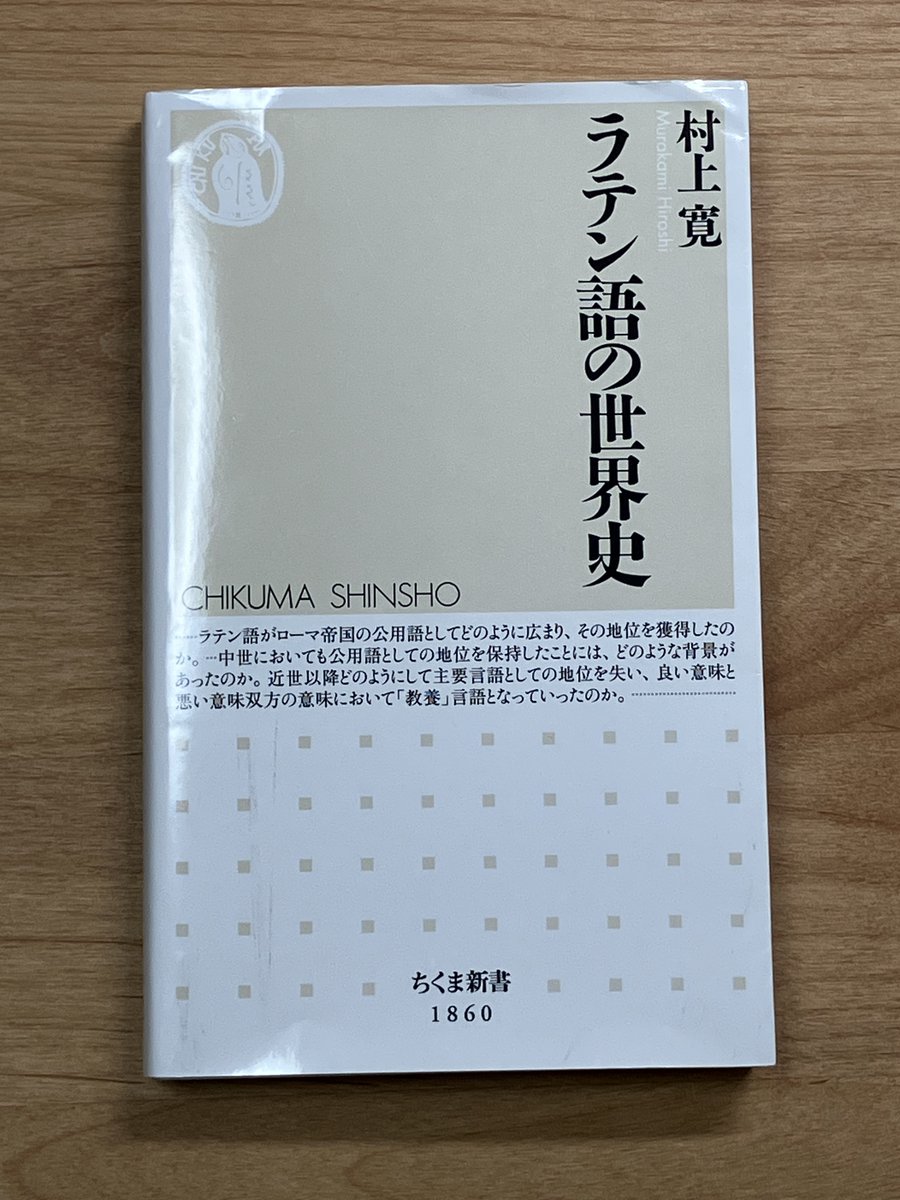 村上 寛
Murakami Hiroshi
ラテン語の世界史
CHIKUMA SHINSHO
……ラテン語がローマ帝国の公用語としてどのように広まり、その地位を獲得したの
か。…中世においても公用語としての地位を保持したことには、どのような背景が
あったのか。近世以降どのようにして主要言語としての地位を失い、良い意味と
悪い意味双方の意味において「教養」言語となっていったのか。……………
ちくま新書
1860